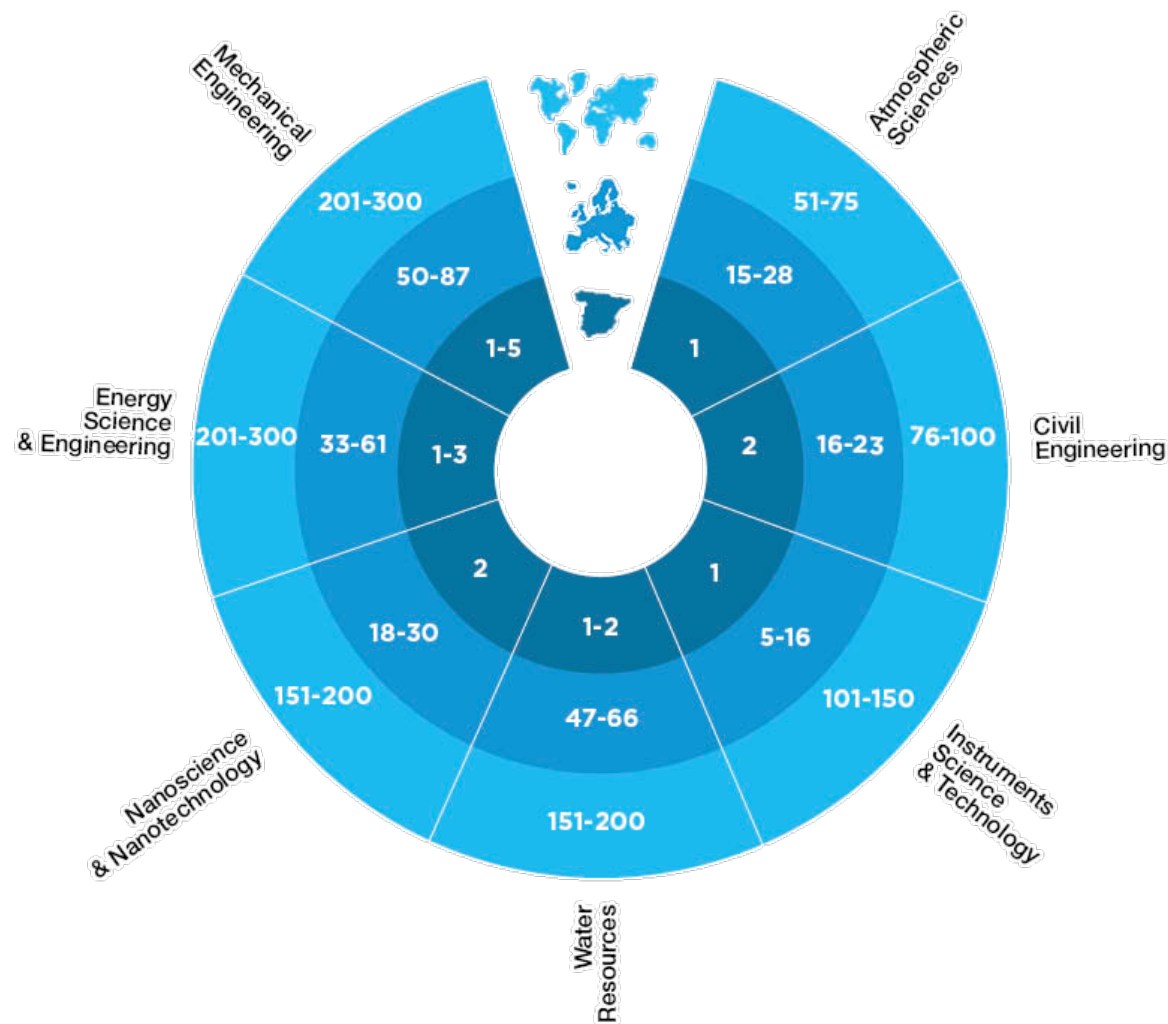 Atmospheric
Sciences
51-75
15-28
1
Civil
Engineering
76-100
16-23
2
Instruments
Science
& Technology
101-150
5-16
1
Water
Resources
151-200
47-66
1-2
Nanoscience
& Nanotechnology
151-200
18-30
2
Energy
Science
& Engineering
201-300
33-61
1-3
Mechanical
Engineering
201-300
50-87
1-5